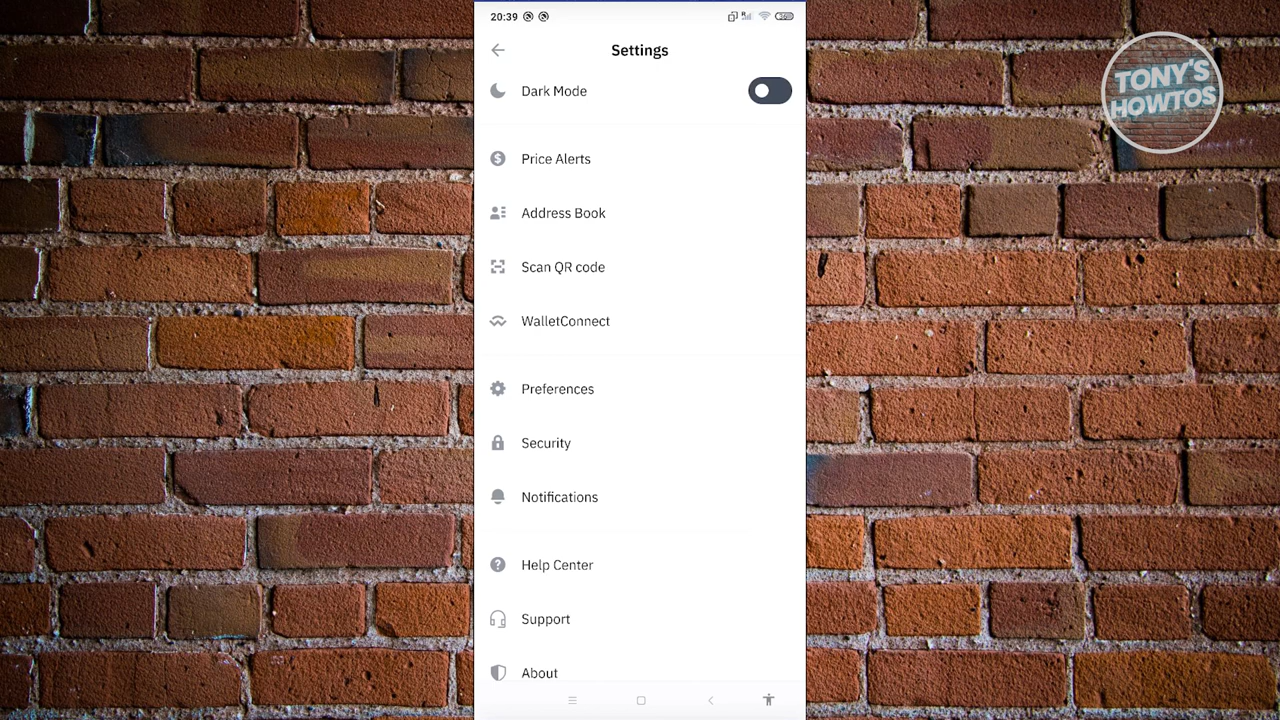 20:39
Settings
Dark Mode
Price Alerts
Address Book
Scan QR code
WalletConnect
Preferences
Security
Notifications
Help Center
Support
About
TONY'S
HOWTOS